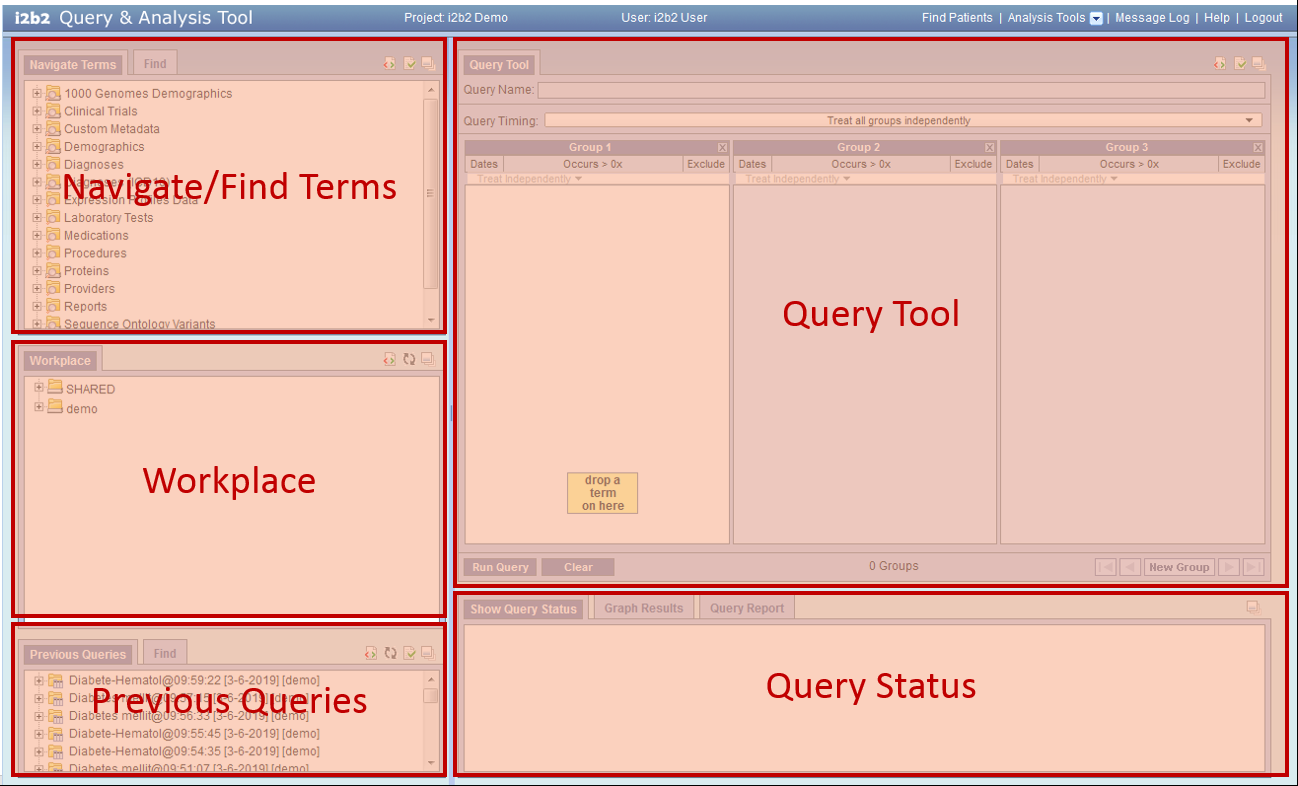 i2b2 Query & Analysis Tool
Project: i2b2 Demo
User: i2b2 User
Find Patients | Analysis Tools | Message Log | Help | Logout
Navigate Terms
Find
1000 Genomes Demographics
Clinical Trials
Custom Metadata
Demographics
Diagnoses
Diagnoses (ICD10)
Expression Profiles Data
Laboratory Tests
Medications
Procedures
Proteins
Providers
Reports
Sequence Ontology Variants
Navigate/Find Terms
Workplace
SHARED
demo
Workplace
Previous Queries
Find
Diabete-Hematol@09:59:22 [3-6-2019] [demo]
Diabetes mellit@09:57:15 [3-6-2019] [demo]
Diabetes mellit@09:56:33 [3-6-2019] [demo]
Diabete-Hematol@09:55:45 [3-6-2019] [demo]
Diabete-Hematol@09:54:35 [3-6-2019] [demo]
Diabetes mellit@09:51:07 [3-6-2019] [demo]
Previous Queries
Query Tool
Query Name:
Query Timing:
Treat all groups independently
Group 1
Dates
Occurs > 0x
Exclude
Treat Independently
drop a
term
on here
Group 2
Dates
Occurs > 0x
Exclude
Treat Independently
Group 3
Dates
Occurs > 0x
Exclude
Treat Independently
Query Tool
Run Query
Clear
0 Groups
New Group
Show Query Status
Graph Results
Query Report
Query Status